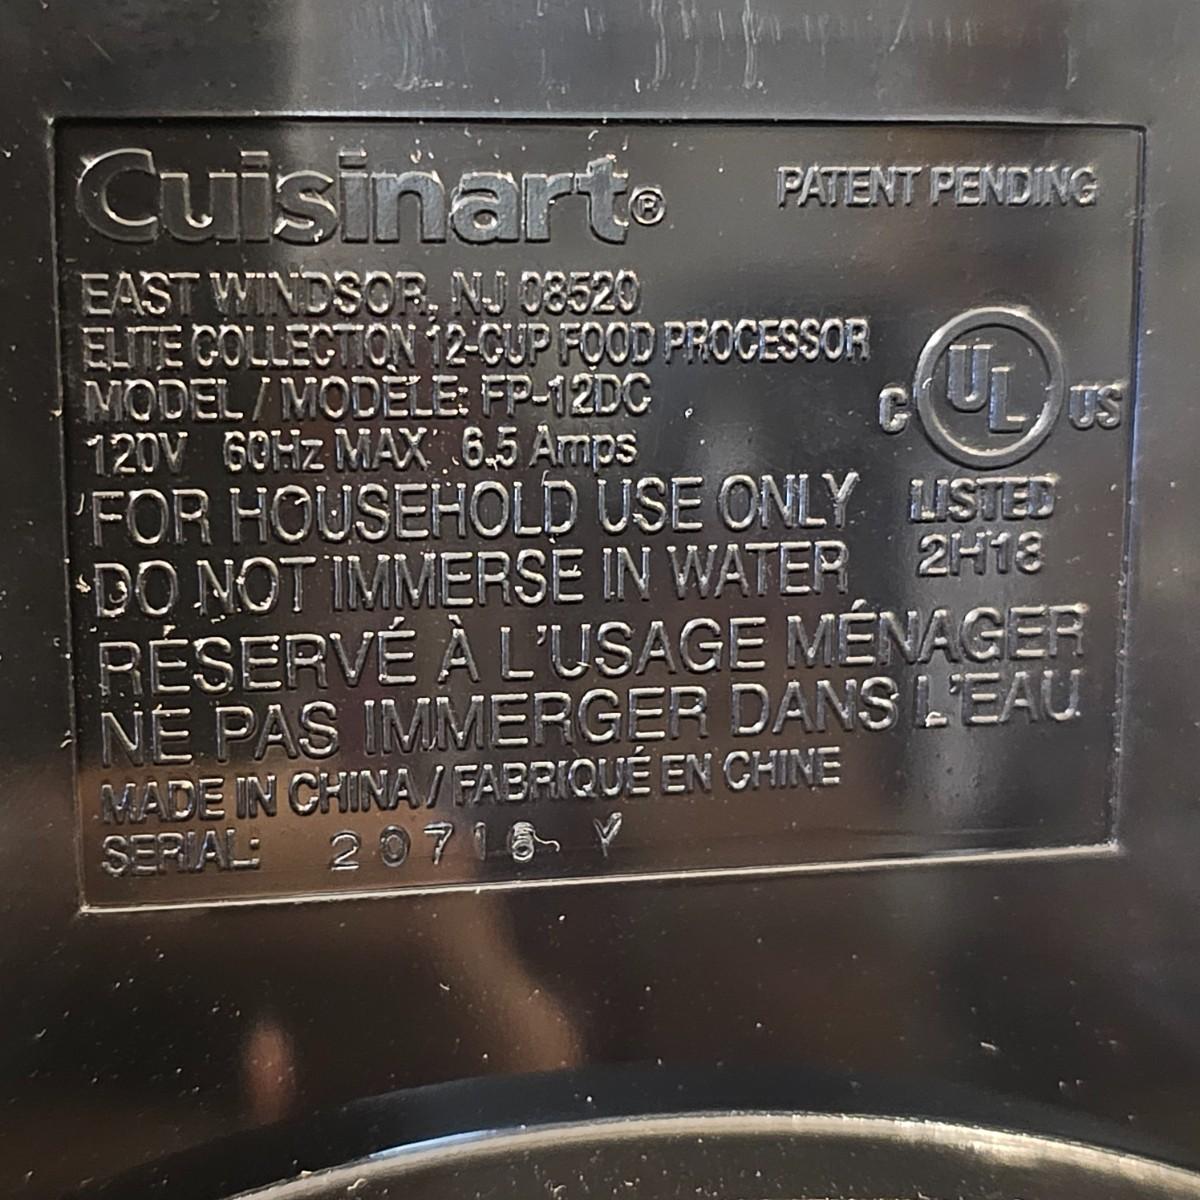 Cuisinart® PATENT PENDING
EAST WINDSOR, NJ 08520
ELITE COLLECTION 12-CUP FOOD PROCESSOR
MODEL / MODÈLE: FP-12DC
120V 60Hz MAX 6.5 Amps
C UL US
LISTED
2H18
FOR HOUSEHOLD USE ONLY
DO NOT IMMERSE IN WATER
RÉSERVÉ À L'USAGE MÉNAGER
NE PAS IMMERGER DANS L'EAU
MADE IN CHINA / FABRIQUÉ EN CHINE
SERIAL: Y